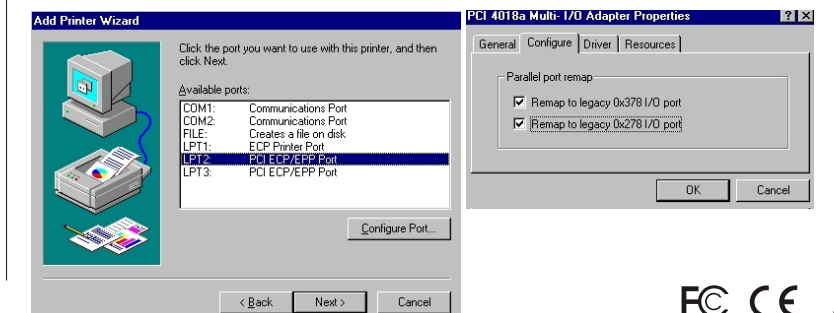 Add Printer Wizard
Click the port you want to use with this printer, and then
click Next.
Available ports:
COM1: Communications Port
COM2: Communications Port
FILE: Creates a file on disk
LPT1: ECP Printer Port
LPT2: PCI ECP/EPP Port
LPT3: PCI ECP/EPP Port
Configure Port...
< Back
Next >
Cancel
PCI 4018a Multi- I/O Adapter Properties
General
Configure
Driver
Resources
Parallel port remap
Remap to legacy 0x378 I/O port
Remap to legacy 0x278 I/O port
OK
Cancel
FC CE